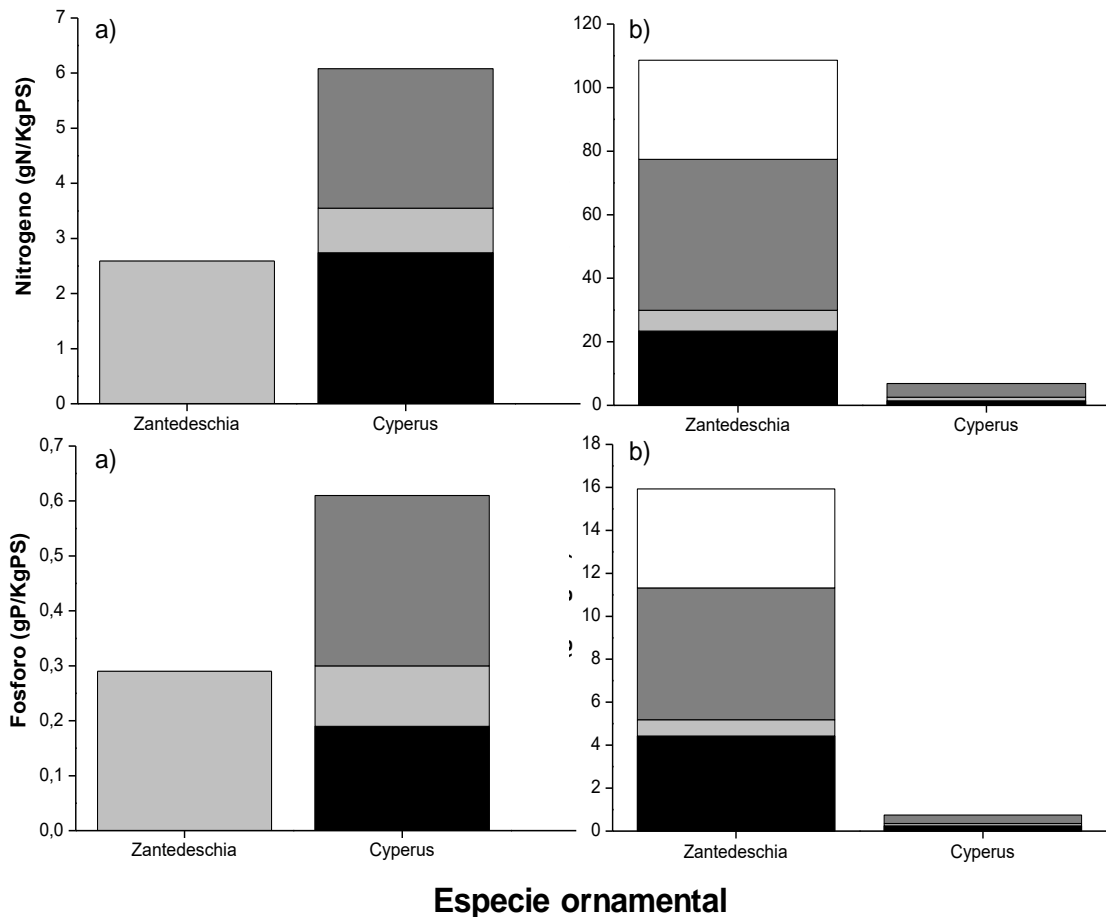 a)
Nitrogeno (gN/KgPS)
7
6
5
4
3
2
1
0
Zantedeschia
Cyperus
b)
120
100
80
60
40
20
0
Zantedeschia
Cyperus
a)
Fosforo (gP/KgPS)
0,7
0,6
0,5
0,4
0,3
0,2
0,1
0,0
Zantedeschia
Cyperus
b)
18
16
14
12
10
8
6
4
2
0
Zantedeschia
Cyperus
Especie ornamental